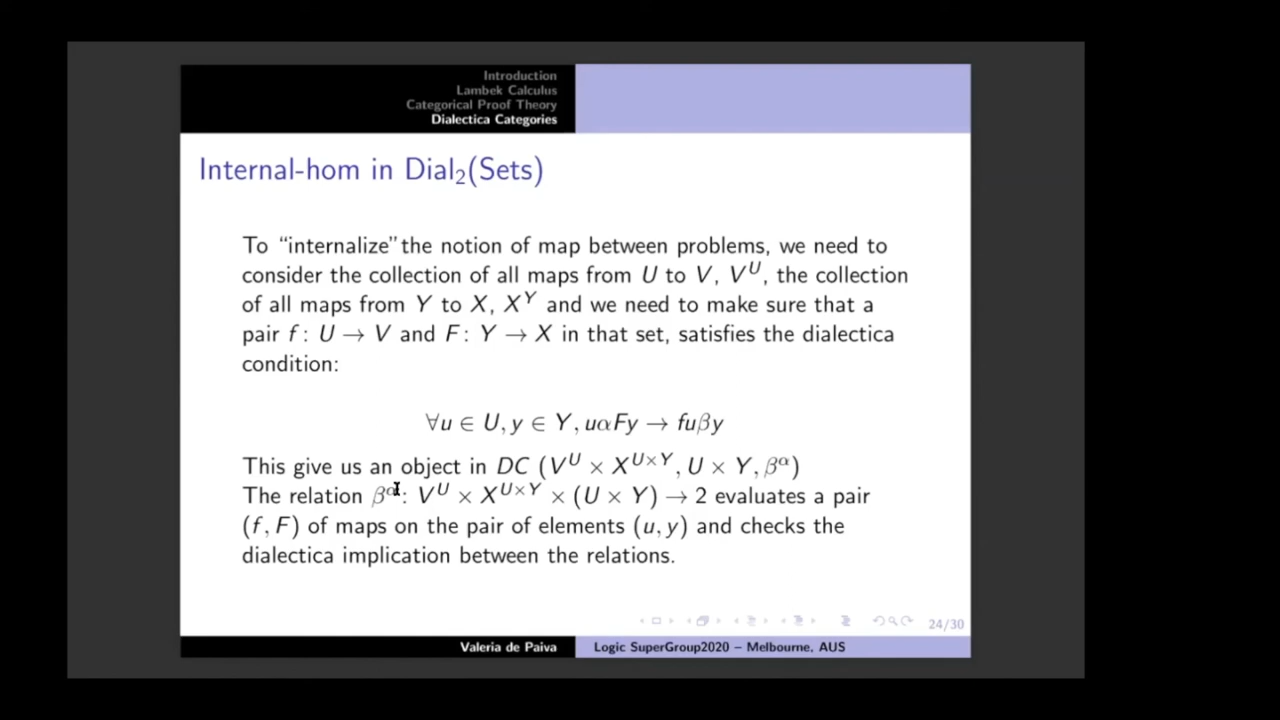 Introduction
Lambek Calculus
Categorical Proof Theory
Dialectica Categories
Internal-hom in Dial₂(Sets)
To “internalize”the notion of map between problems, we need to
consider the collection of all maps from U to V, Vᵁ, the collection
of all maps from Y to X, Xʸ and we need to make sure that a
pair f: U → V and F: Y → X in that set, satisfies the dialectica
condition:
∀u ∈ U, y ∈ Y, uαFy → fuβy
This give us an object in DC (Vᵁ × X^{U×Y}, U × Y, β^α)
The relation β^α: Vᵁ × X^{U×Y} × (U × Y) → 2 evaluates a pair
(f, F) of maps on the pair of elements (u, y) and checks the
dialectica implication between the relations.
24/30
Valeria de Paiva
Logic SuperGroup2020 – Melbourne, AUS